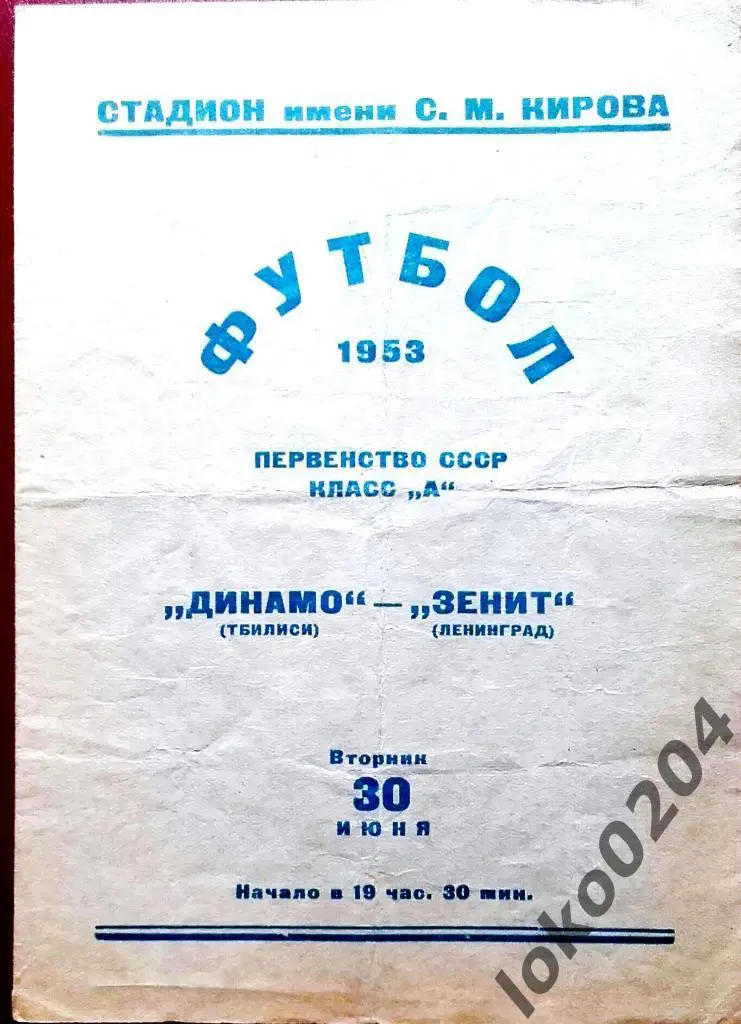 СТАДИОН имени С. М. КИРОВА
ФУТБОЛ
1953
ПЕРВЕНСТВО СССР
КЛАСС „А“
„ДИНАМО“ — „ЗЕНИТ“
(ТБИЛИСИ) (ЛЕНИНГРАД)
Вторник
30
ИЮНЯ
Начало в 19 час. 30 мин.
loko0204